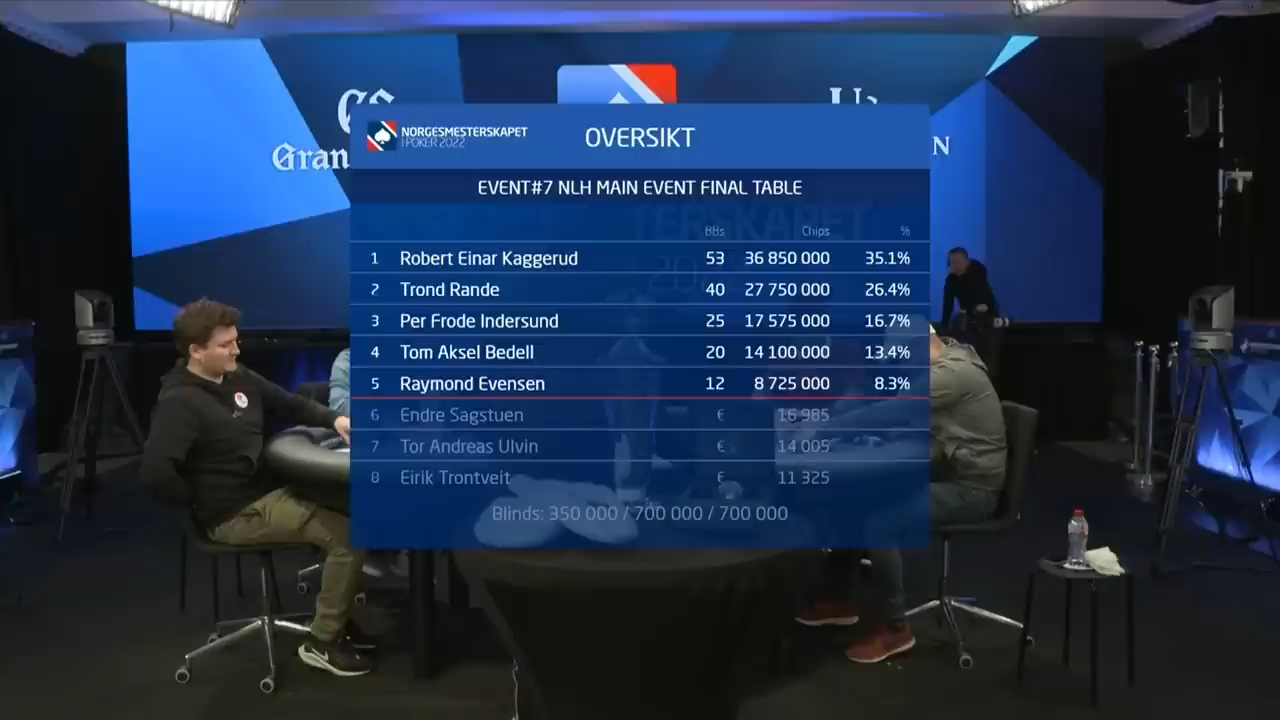 Gran
N
NORGESMESTERSKAPET
I POKER 2022
OVERSIKT
EVENT#7 NLH MAIN EVENT FINAL TABLE
BBs Chips %
1 Robert Einar Kaggerud 53 36 850 000 35.1%
2 Trond Rande 40 27 750 000 26.4%
3 Per Frode Indersund 25 17 575 000 16.7%
4 Tom Aksel Bedell 20 14 100 000 13.4%
5 Raymond Evensen 12 8 725 000 8.3%
6 Endre Sagstuen € 16 985
7 Tor Andreas Ulvin € 14 005
8 Eirik Trontveit € 11 325
Blinds: 350 000 / 700 000 / 700 000